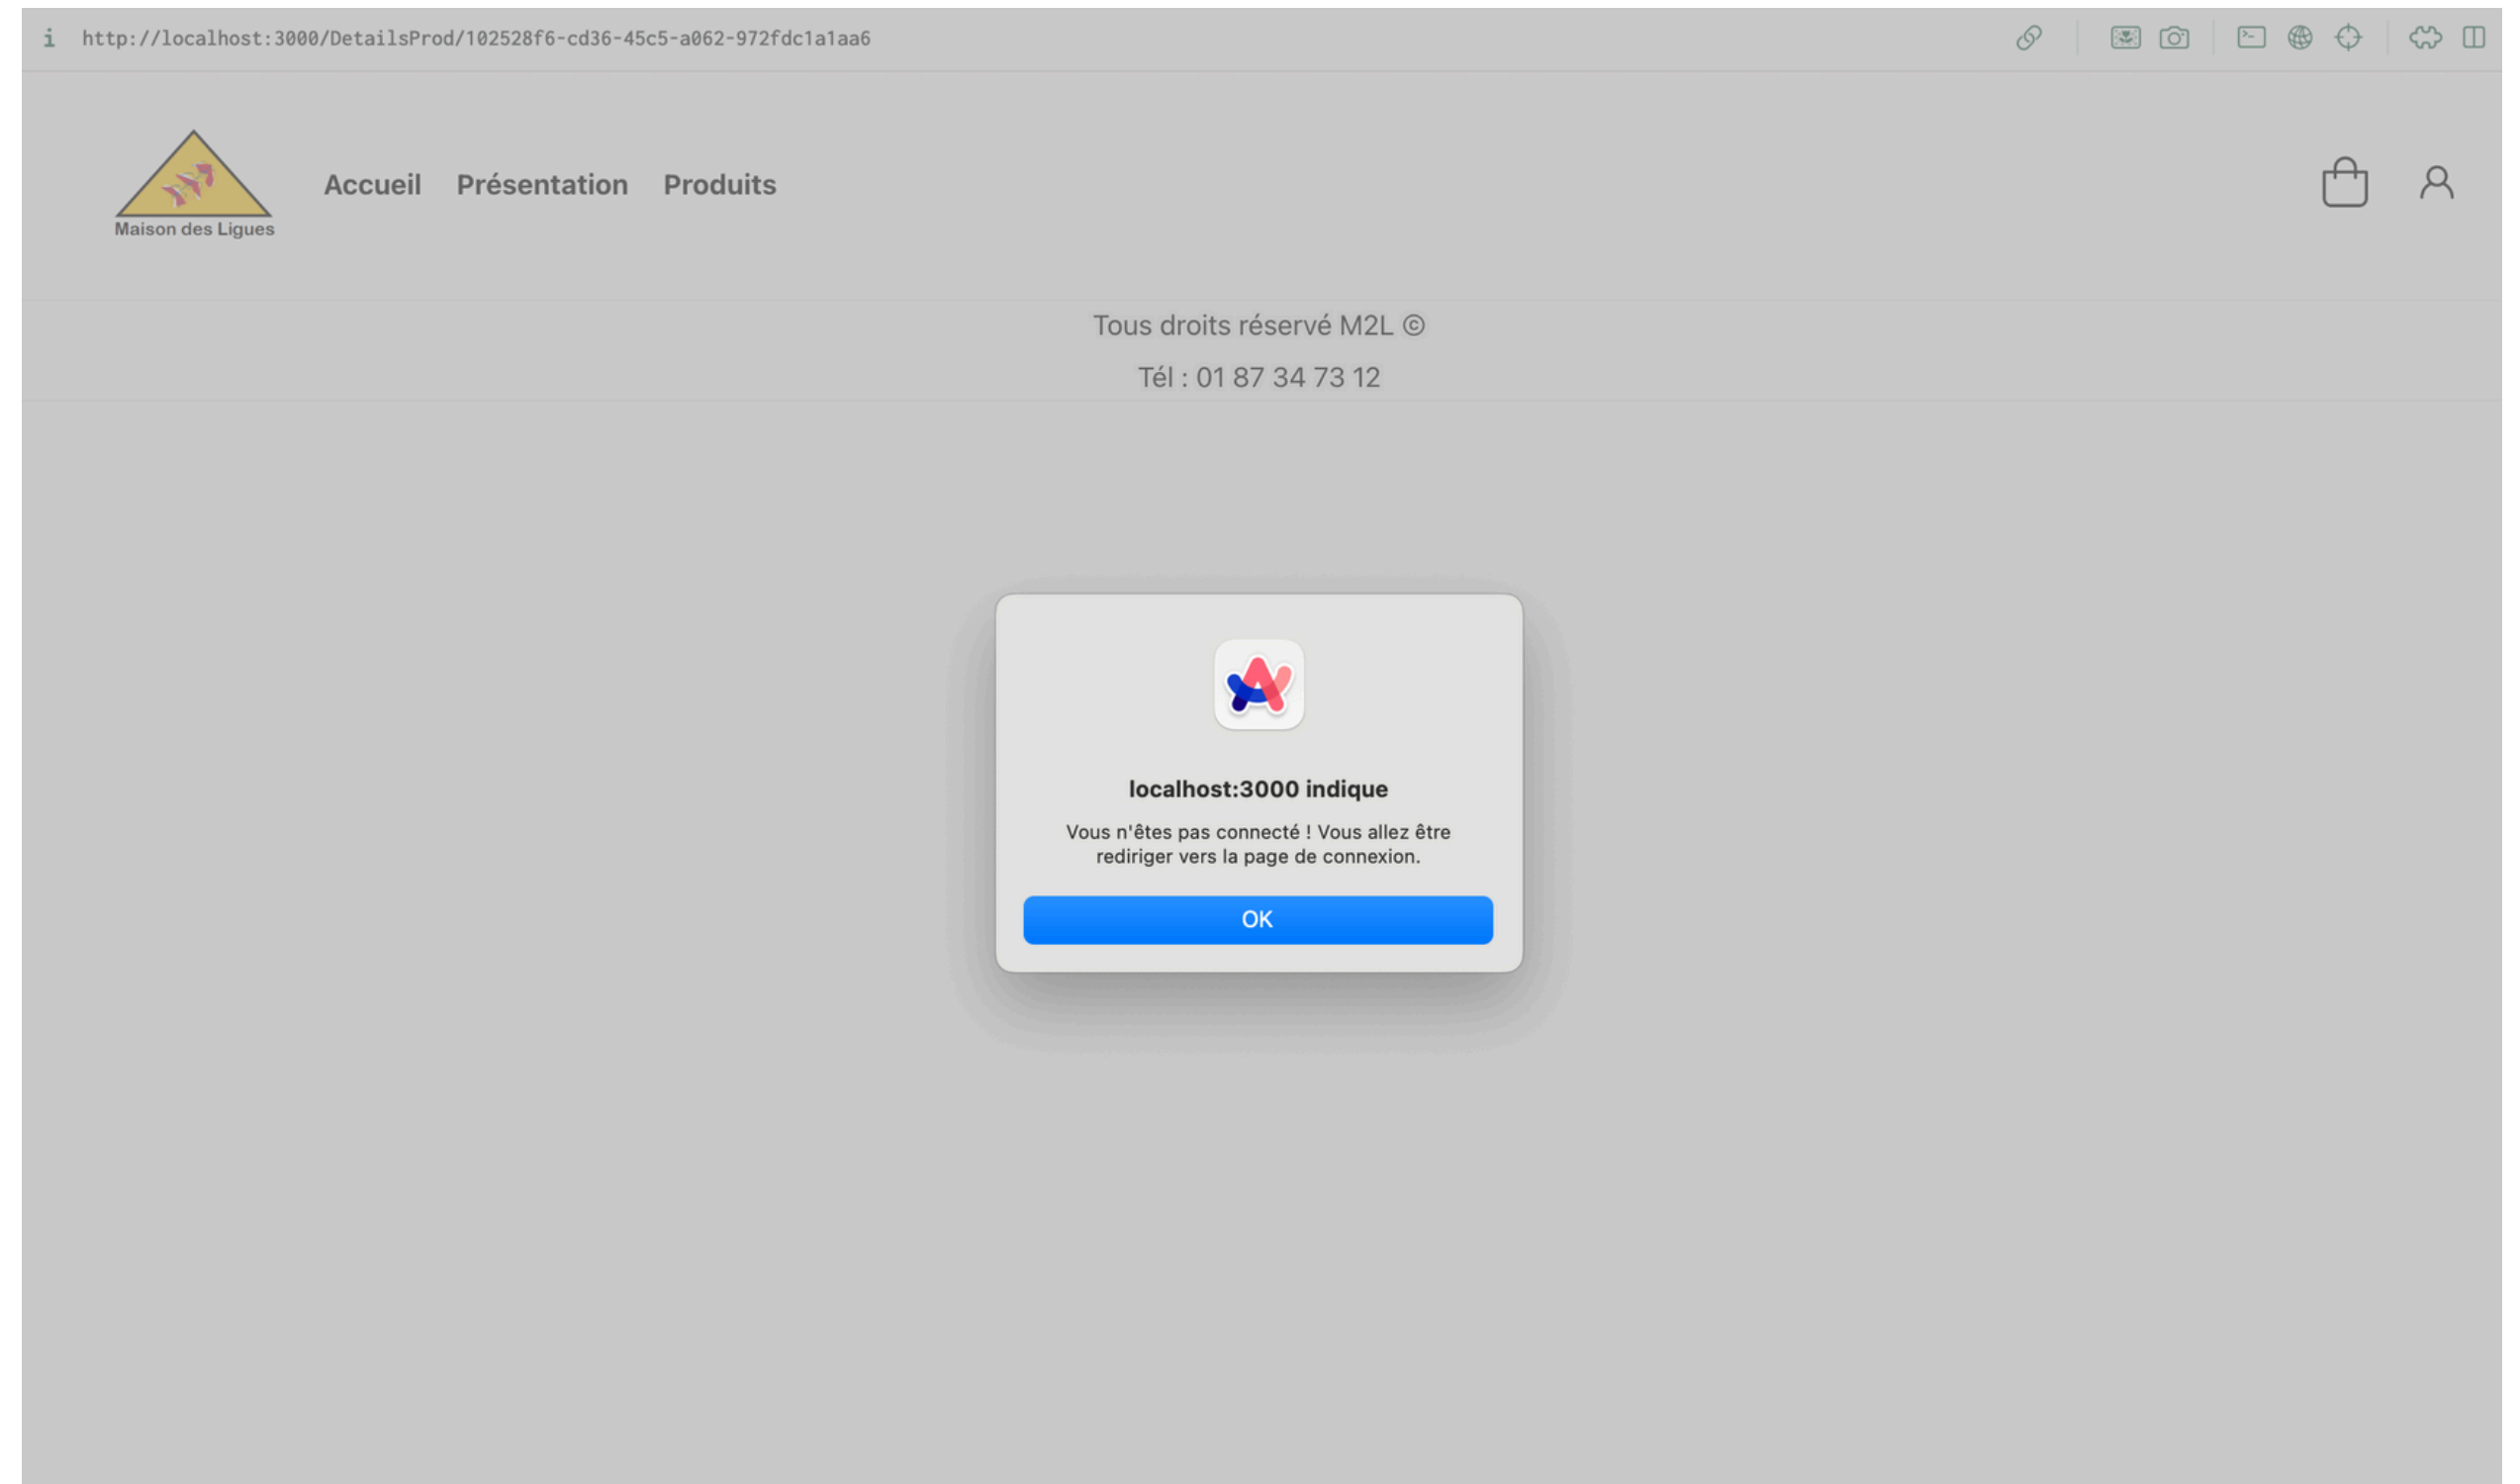 http://localhost:3000/DetailsProd/102528f6-cd36-45c5-a062-972fdc1a1aa6
Maison des Ligues
Accueil Présentation Produits
Tous droits réservé M2L ©
Tél : 01 87 34 73 12
localhost:3000 indique
Vous n'êtes pas connecté ! Vous allez être
rediriger vers la page de connexion.
OK